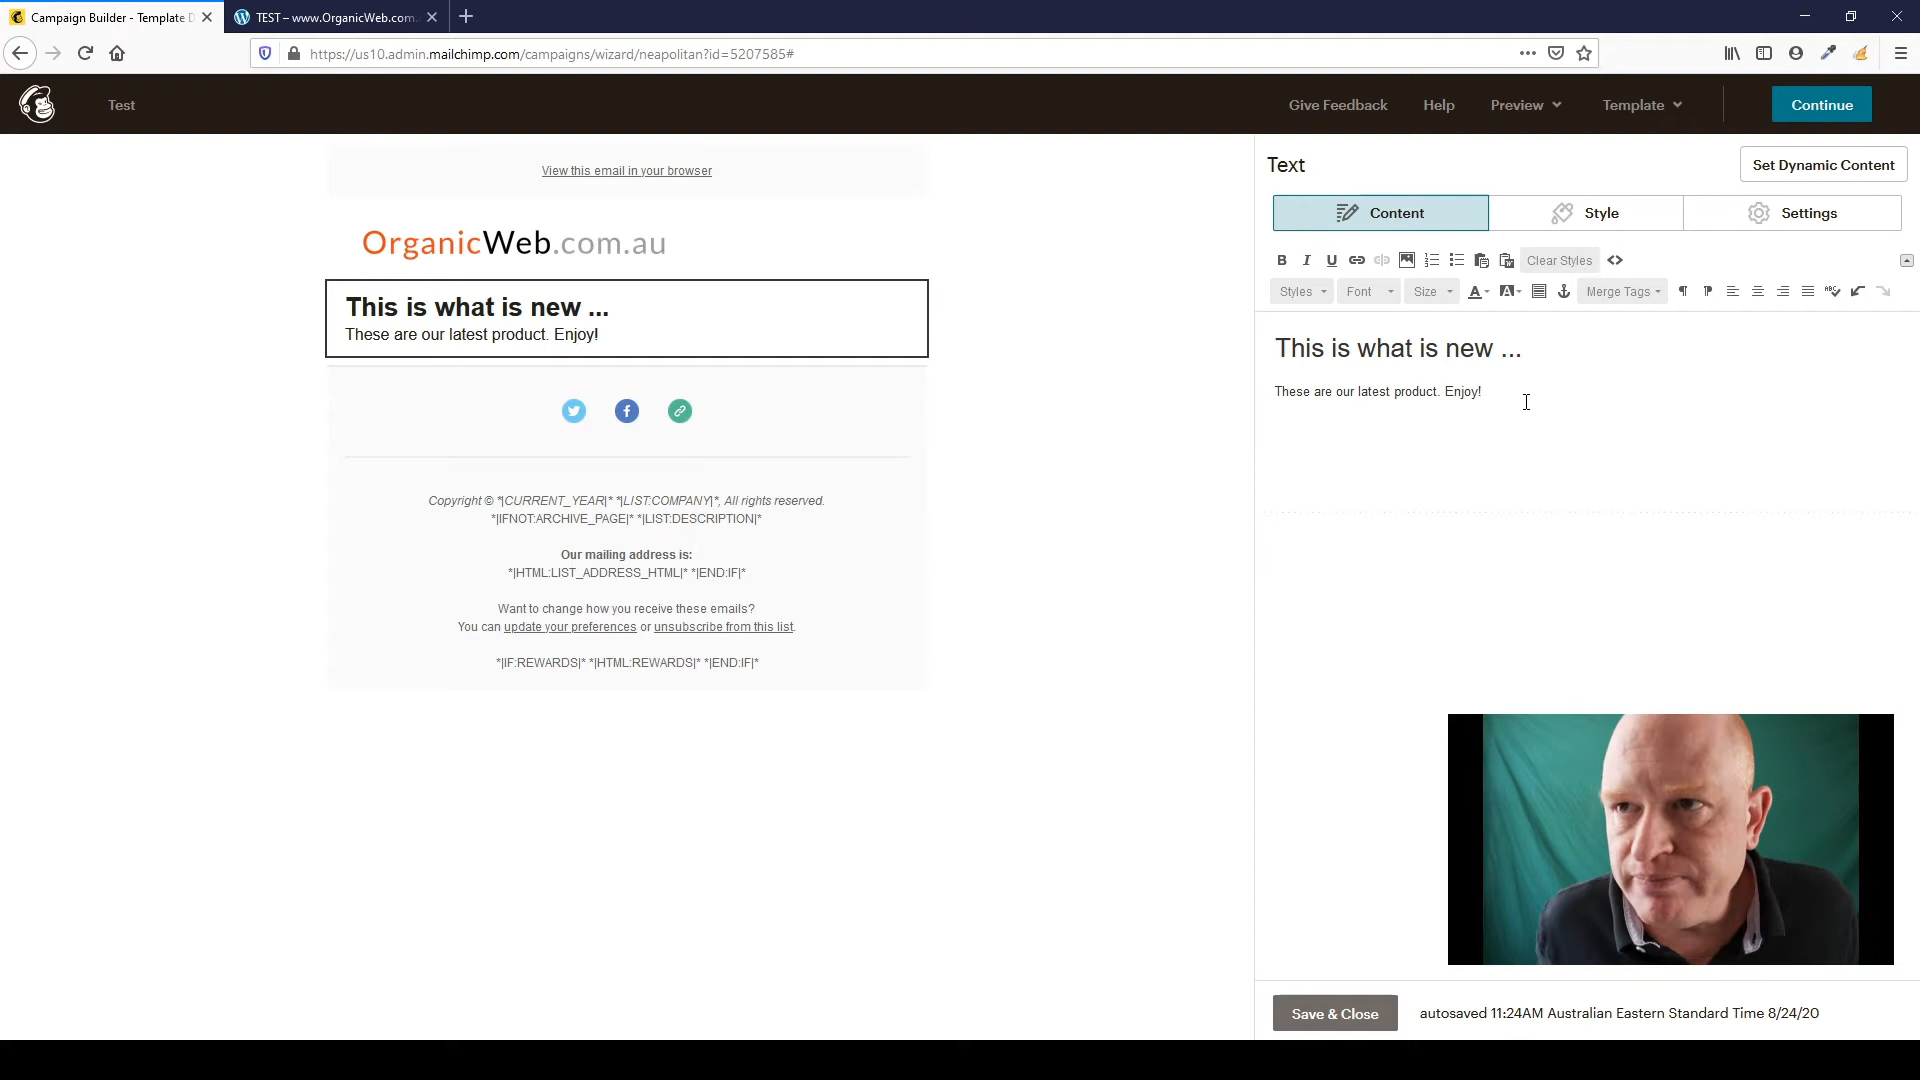 Campaign Builder - Template D
TEST – www.OrganicWeb.com.
https://us10.admin.mailchimp.com/campaigns/wizard/neapolitan?id=5207585#
Test
Give Feedback
Help
Preview
Template
Continue
View this email in your browser
OrganicWeb.com.au
This is what is new ...
These are our latest product. Enjoy!
Copyright © *|CURRENT_YEAR|* *|LIST:COMPANY|*, All rights reserved.
*|IFNOT:ARCHIVE_PAGE|* *|LIST:DESCRIPTION|*
Our mailing address is:
*|HTML:LIST_ADDRESS_HTML|* *|END:IF|*
Want to change how you receive these emails?
You can update your preferences or unsubscribe from this list.
*|IF:REWARDS|* *|HTML:REWARDS|* *|END:IF|*
Text
Set Dynamic Content
Content
Style
Settings
B I U
Clear Styles
Styles
Font
Size
A
A
Merge Tags
ABC
This is what is new ...
These are our latest product. Enjoy!
Save & Close
autosaved 11:24AM Australian Eastern Standard Time 8/24/20